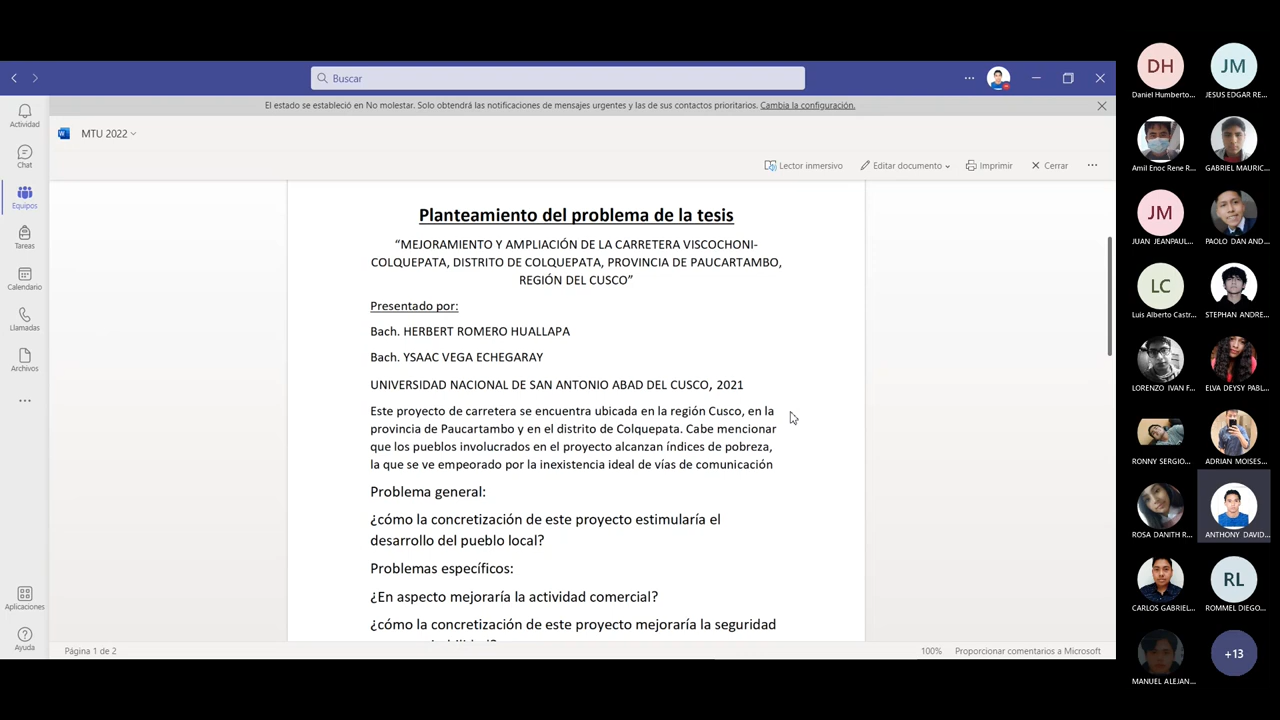 Buscar
El estado se estableció en No molestar. Solo obtendrá las notificaciones de mensajes urgentes y las de sus contactos prioritarios. Cambia la configuración.
MTU 2022
Lector inmersivo
Editar documento
Imprimir
Cerrar
Actividad
Chat
Equipos
Tareas
Calendario
Llamadas
Archivos
Aplicaciones
Ayuda
Planteamiento del problema de la tesis
“MEJORAMIENTO Y AMPLIACIÓN DE LA CARRETERA VISCOCHONI-
COLQUEPATA, DISTRITO DE COLQUEPATA, PROVINCIA DE PAUCARTAMBO,
REGIÓN DEL CUSCO”
Presentado por:
Bach. HERBERT ROMERO HUALLAPA
Bach. YSAAC VEGA ECHEGARAY
UNIVERSIDAD NACIONAL DE SAN ANTONIO ABAD DEL CUSCO, 2021
Este proyecto de carretera se encuentra ubicada en la región Cusco, en la
provincia de Paucartambo y en el distrito de Colquepata. Cabe mencionar
que los pueblos involucrados en el proyecto alcanzan índices de pobreza,
la que se ve empeorado por la inexistencia ideal de vías de comunicación
Problema general:
¿cómo la concretización de este proyecto estimularía el
desarrollo del pueblo local?
Problemas específicos:
¿En aspecto mejoraría la actividad comercial?
¿cómo la concretización de este proyecto mejoraría la seguridad
Página 1 de 2
100%
Proporcionar comentarios a Microsoft
DH
Daniel Humberto...
JM
JESUS EDGAR RE...
Amil Enoc Rene R...
GABRIEL MAURIC...
JM
JUAN JEANPAUL...
PAOLO DAN AND...
LC
Luis Alberto Castr...
STEPHAN ANDRE...
LORENZO IVAN F...
ELVA DEYSY PABL...
RONNY SERGIO...
ADRIAN MOISES...
ROSA DANITH R...
ANTHONY DAVID...
CARLOS GABRIEL...
RL
ROMMEL DIEGO...
MANUEL ALEJAN...
+13